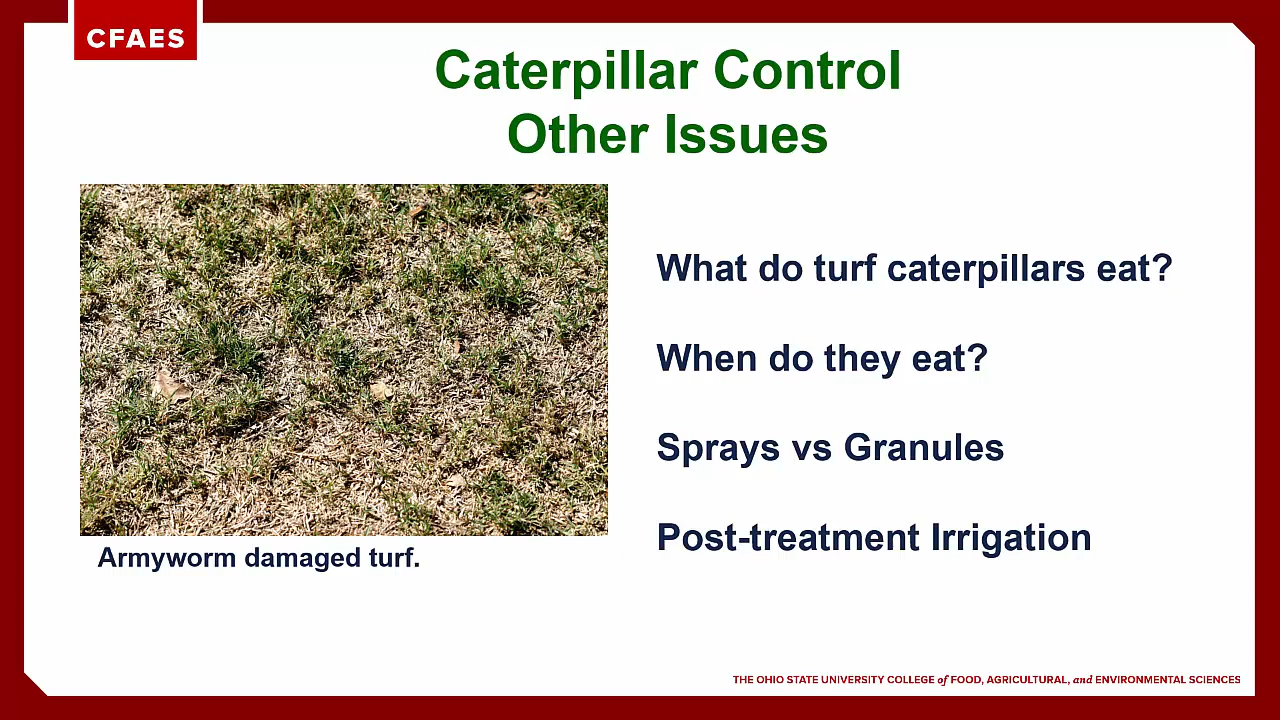 CFAES
Caterpillar Control
Other Issues
What do turf caterpillars eat?
When do they eat?
Sprays vs Granules
Post-treatment Irrigation
Armyworm damaged turf.
THE OHIO STATE UNIVERSITY COLLEGE of FOOD, AGRICULTURAL, and ENVIRONMENTAL SCIENCES